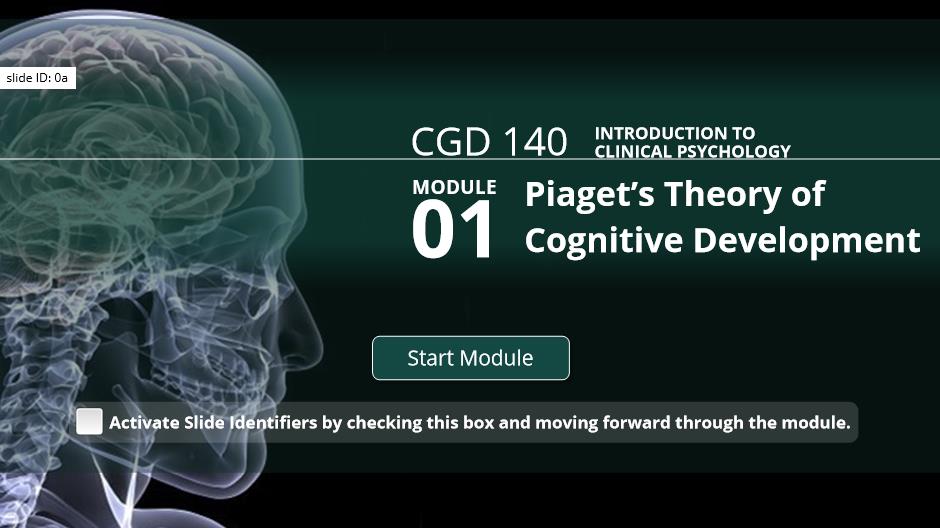 slide ID: 0a
CGD 140
INTRODUCTION TO
CLINICAL PSYCHOLOGY
MODULE
01
Piaget’s Theory of
Cognitive Development
Start Module
Activate Slide Identifiers by checking this box and moving forward through the module.